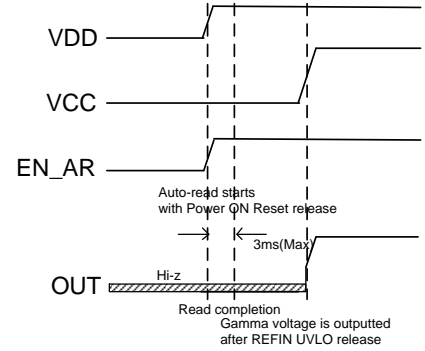 VDD
VCC
EN_AR
Auto-read starts
with Power ON Reset release
3ms(Max)
Hi-z
OUT
Read completion
Gamma voltage is outputted
after REFIN UVLO release